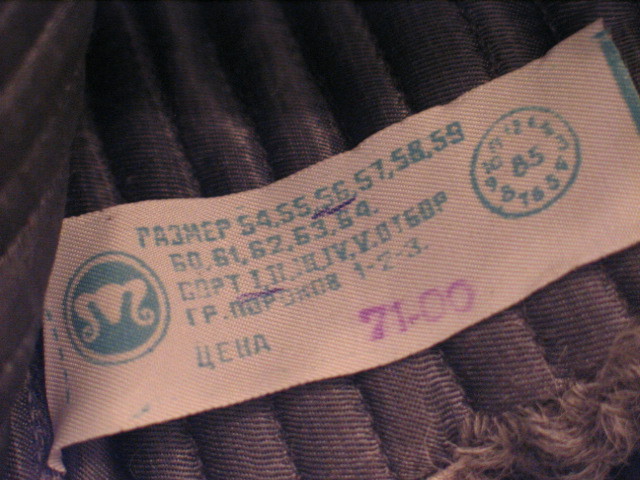 РАЗМЕР 54,55,56,57,58,59
60,61,62,63,64.
СОРТ I,II,III,IV,V.ОТБОР
ГР.ПОРОКОВ 1-2-3.
ЦЕНА 71-00
85